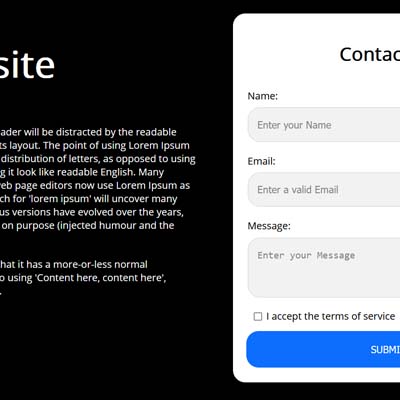 site
ader will be distracted by the readable
ts layout. The point of using Lorem Ipsum
distribution of letters, as opposed to using
g it look like readable English. Many
eb page editors now use Lorem Ipsum as
ch for 'lorem ipsum' will uncover many
us versions have evolved over the years,
on purpose (injected humour and the
hat it has a more-or-less normal
o using 'Content here, content here',
.
Contac
Name:
Enter your Name
Email:
Enter a valid Email
Message:
Enter your Message
I accept the terms of service
SUBMI